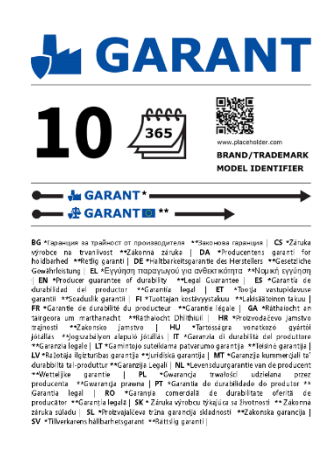 GARANT
10
365
www.placeholder.com
BRAND/TRADEMARK
MODEL IDENTIFIER
GARANT *
GARANT **
BG *Гаранция за трайност от производителя **Законова гаранция | CS *Záruka
výrobce na trvanlivost **Zákonná záruka | DA *Producentens garanti for
holdbarhed **Retlig garanti | DE *Haltbarkeitsgarantie des Herstellers **Gesetzliche
Gewährleistung | EL *Εγγύηση παραγωγού για ανθεκτικότητα **Νομική εγγύηση
| EN *Producer guarantee of durability **Legal Guarantee | ES *Garantía de
durabilidad del productor **Garantía legal | ET *Tootja vastupidavuse
garantii **Seaduslik garantii | FI *Tuottajan kestävyystakuu **Lakisääteinen takuu |
FR *Garantie de durabilité du producteur **Garantie légale | GA *Ráthaíocht an
táirgeora um marthanacht **Ráthaíocht Dhlíthiúil | HR *Proizvođačevo jamstvo
trajnosti **Zakonsko jamstvo | HU *Tartósságra vonatkozó gyártói
jótállás **Jogszabályon alapuló jótállás | IT *Garanzia di durabilità del produttore
**Garanzia legale | LT *Gamintojo suteikiama patvarumo garantija **Teisinė garantija |
LV *Ražotāja ilgizturības garantija **juridiskā garantija | MT *Garanzija kummerċjali ta'
durabbiltà tal-produttur **Garanzija Legali | NL *Levensduurgarantie van de producent
**Wettelijke garantie | PL *Gwarancja trwałości udzielana przez
producenta **Gwarancja prawna | PT *Garantia de durabilidade do produtor **
Garantia legal | RO *Garanția comercială de durabilitate oferită de
producător **Garanția legală | SK *Záruka výrobcu týkajúca sa životnosti **Zákonná
záruka súladu | SL *Proizvajalčeva trčna garancija skladnosti **Zakonska garancija |
SV *Tillverkarens hållbarhetsgarant **Rättslig garanti |